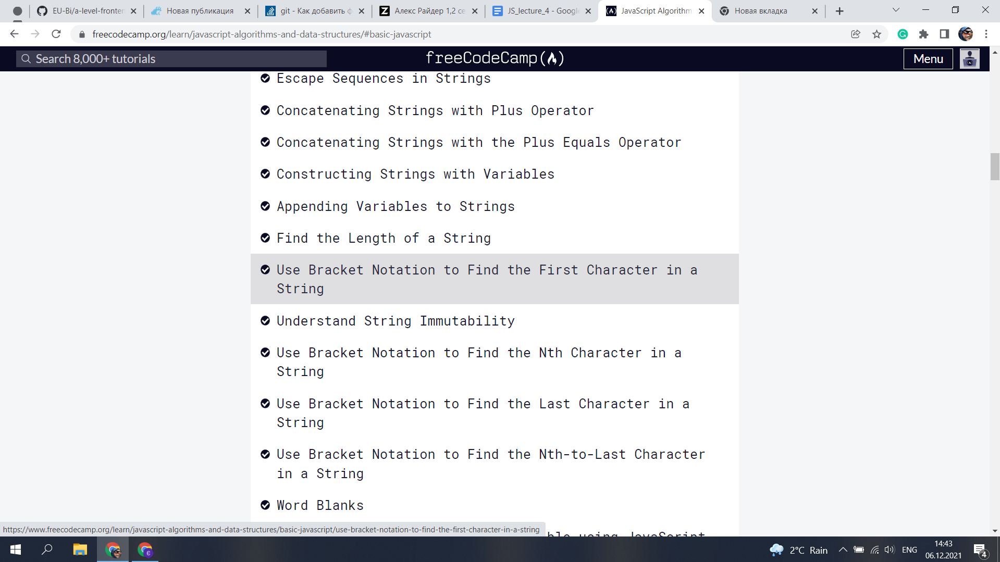 EU-Bi/a-level-fronten
Новая публикация
git - Как добавить ф
Алекс Райдер 1,2 се
JS_lecture_4 - Google
JavaScript Algorithm
Новая вкладка
freecodecamp.org/learn/javascript-algorithms-and-data-structures/#basic-javascript
Search 8,000+ tutorials
freeCodeCamp
Menu
Escape Sequences in Strings
Concatenating Strings with Plus Operator
Concatenating Strings with the Plus Equals Operator
Constructing Strings with Variables
Appending Variables to Strings
Find the Length of a String
Use Bracket Notation to Find the First Character in a
String
Understand String Immutability
Use Bracket Notation to Find the Nth Character in a
String
Use Bracket Notation to Find the Last Character in a
String
Use Bracket Notation to Find the Nth-to-Last Character
in a String
Word Blanks
ble using JavaScript
https://www.freecodecamp.org/learn/javascript-algorithms-and-data-structures/basic-javascript/use-bracket-notation-to-find-the-first-character-in-a-string
2°C Rain
ENG
14:43
06.12.2021
4